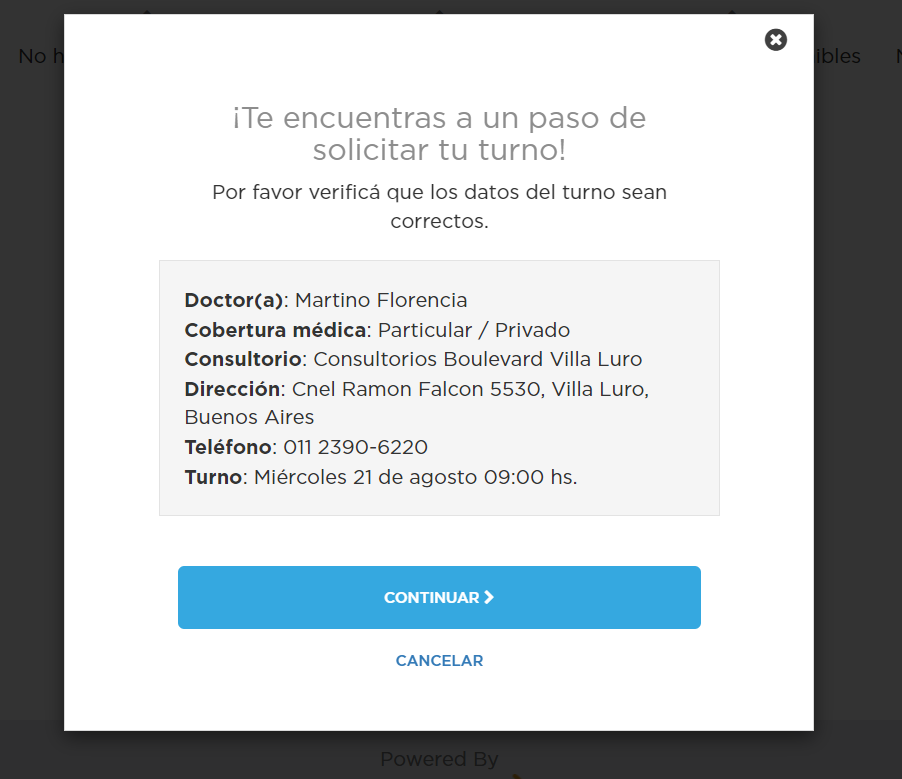 No h
ibles
¡Te encuentras a un paso de
solicitar tu turno!
Por favor verificá que los datos del turno sean
correctos.
Doctor(a): Martino Florencia
Cobertura médica: Particular / Privado
Consultorio: Consultorios Boulevard Villa Luro
Dirección: Cnel Ramon Falcon 5530, Villa Luro,
Buenos Aires
Teléfono: 011 2390-6220
Turno: Miércoles 21 de agosto 09:00 hs.
CONTINUAR
CANCELAR
Powered By